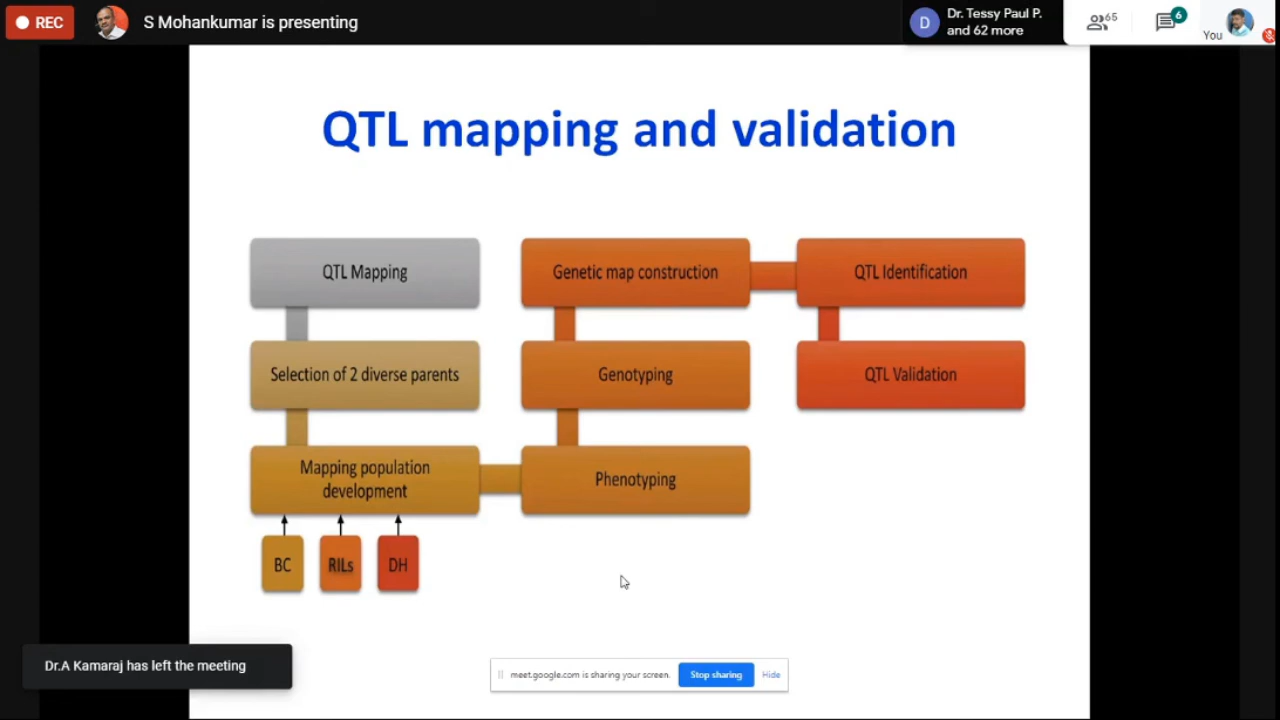 REC
S Mohankumar is presenting
D
Dr. Tessy Paul P.
and 62 more
65
6
You
QTL mapping and validation
QTL Mapping
Selection of 2 diverse parents
Mapping population
development
BC
RILs
DH
Phenotyping
Genotyping
Genetic map construction
QTL Identification
QTL Validation
Dr.A Kamaraj has left the meeting
meet.google.com is sharing your screen.
Stop sharing
Hide